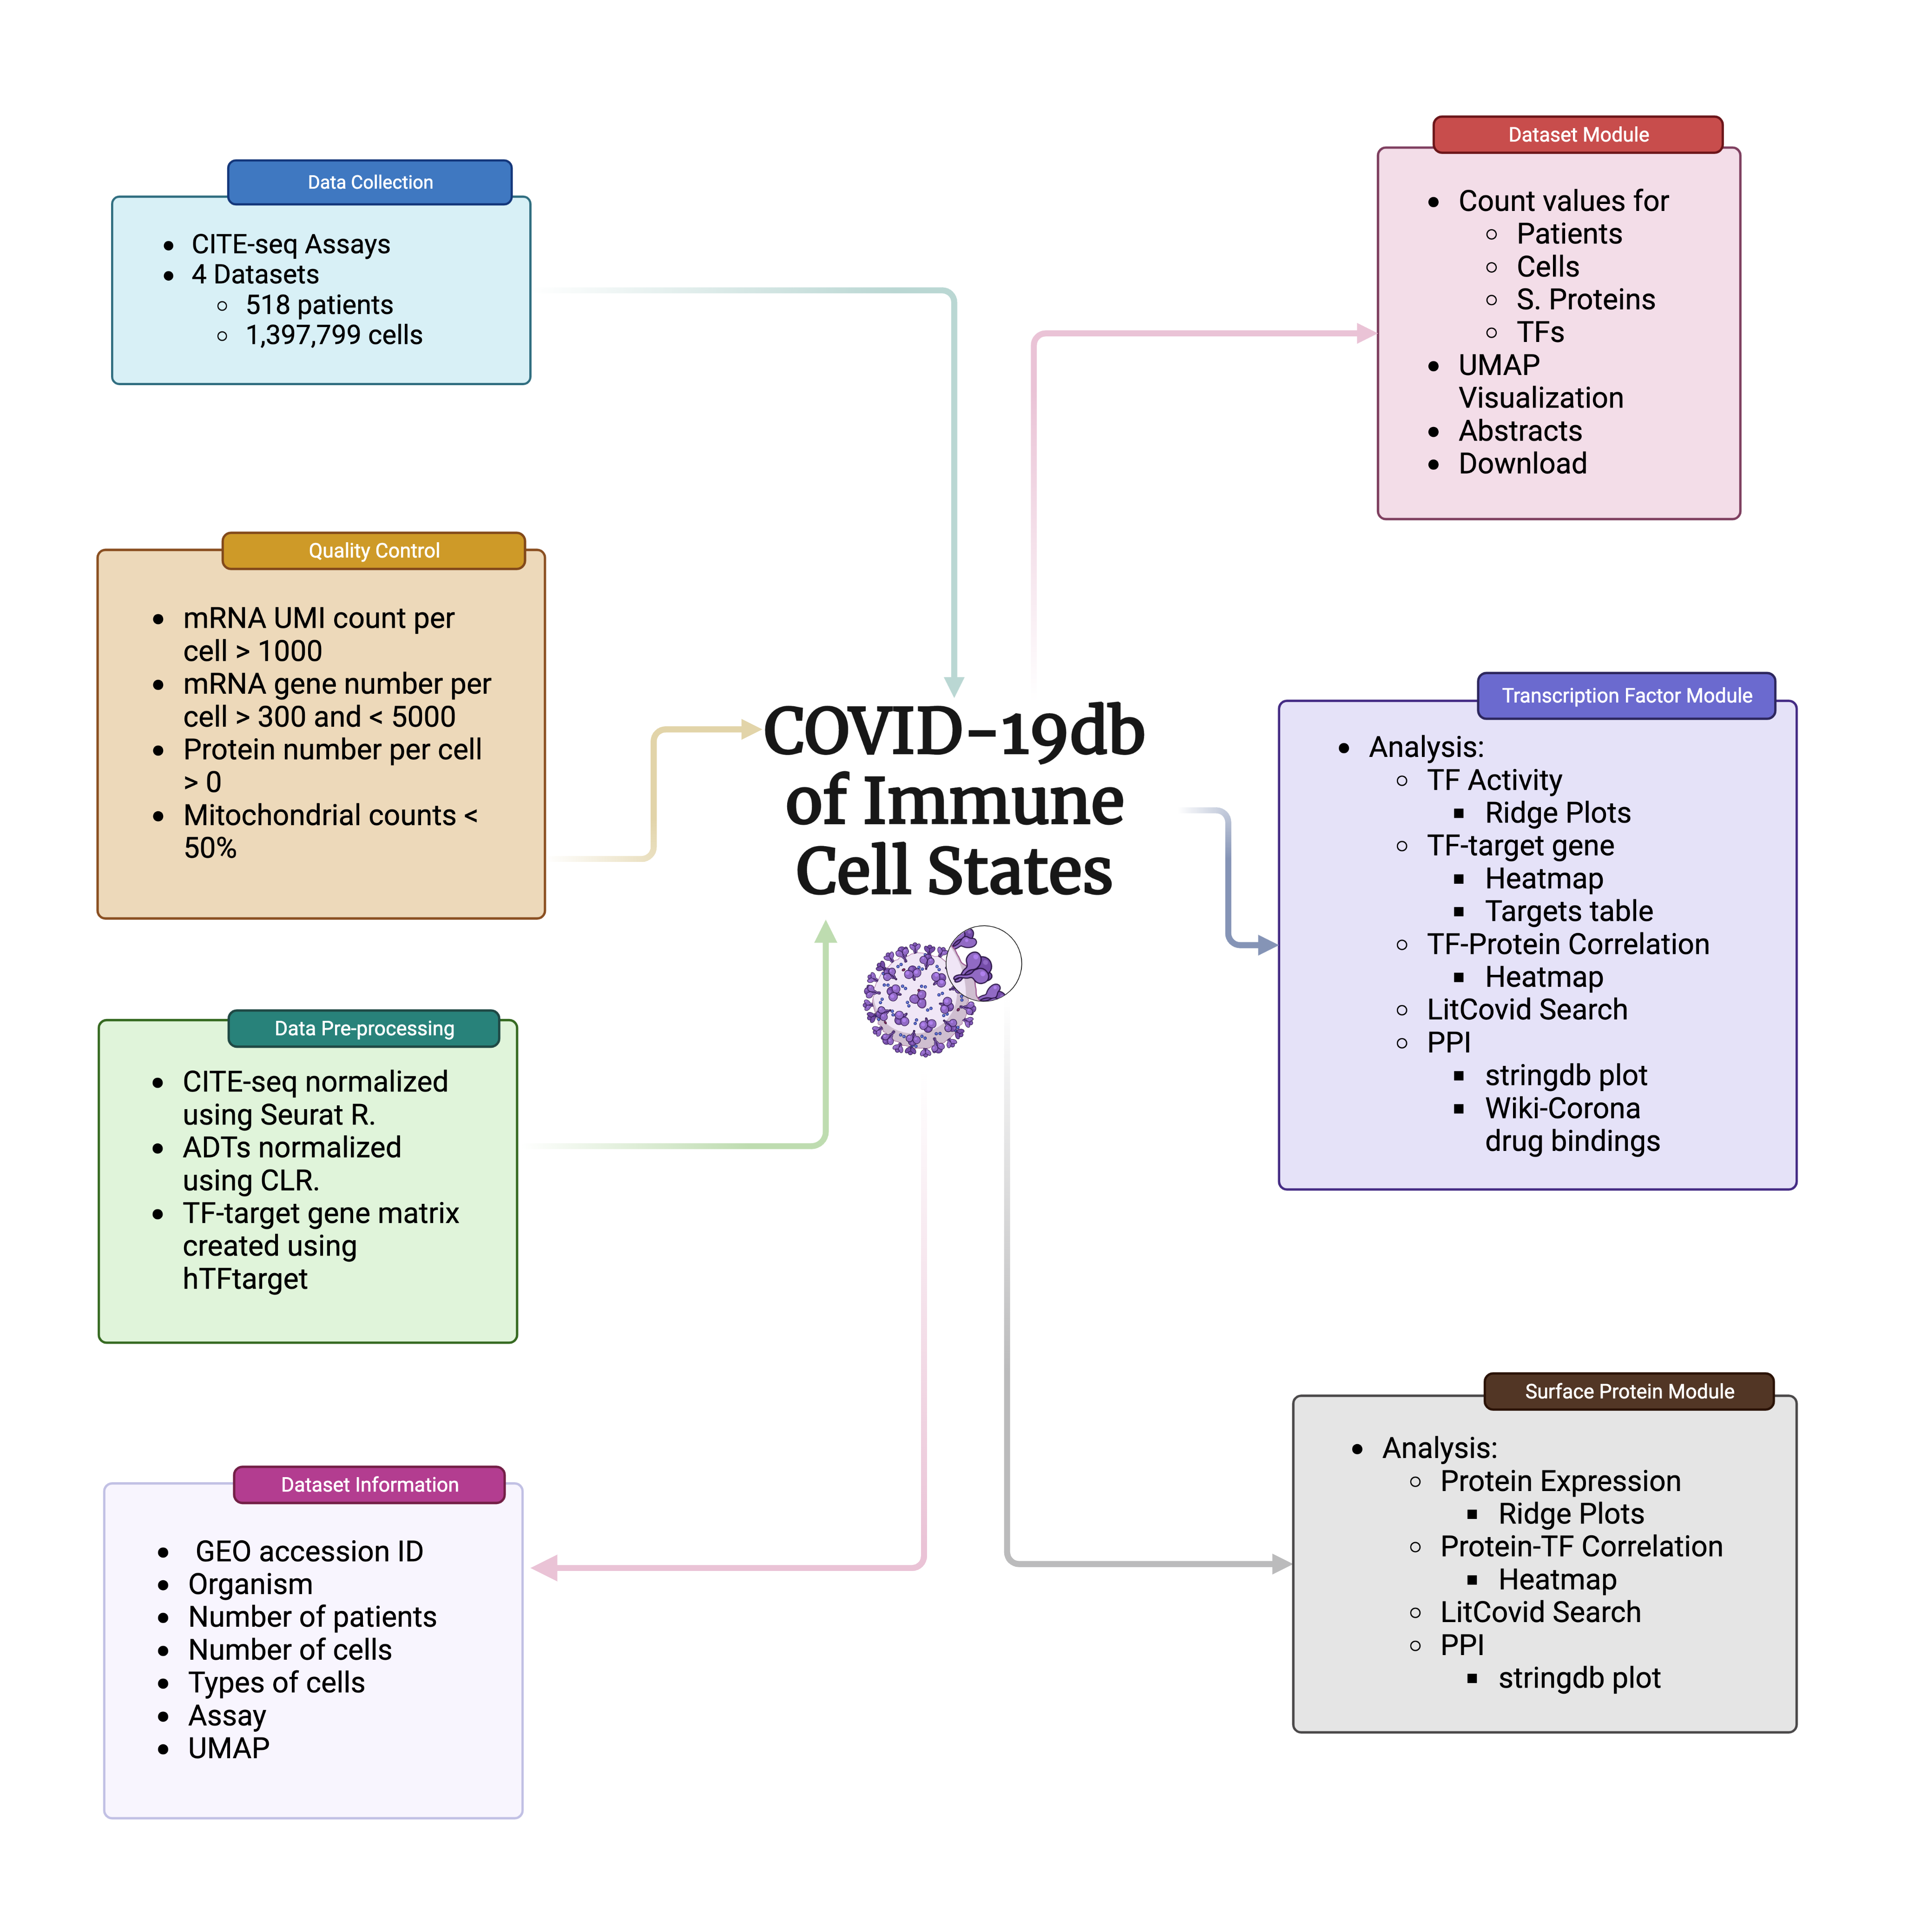 Data Collection
• CITE-seq Assays
• 4 Datasets
○ 518 patients
○ 1,397,799 cells
Quality Control
• mRNA UMI count per
cell > 1000
• mRNA gene number per
cell > 300 and < 5000
• Protein number per cell
> 0
• Mitochondrial counts <
50%
Data Pre-processing
• CITE-seq normalized
using Seurat R.
• ADTs normalized
using CLR.
• TF-target gene matrix
created using
hTFtarget
Dataset Information
• GEO accession ID
• Organism
• Number of patients
• Number of cells
• Types of cells
• Assay
• UMAP
COVID-19db
of Immune
Cell States
Dataset Module
• Count values for
○ Patients
○ Cells
○ S. Proteins
○ TFs
• UMAP
Visualization
• Abstracts
• Download
Transcription Factor Module
• Analysis:
○ TF Activity
▪ Ridge Plots
○ TF-target gene
▪ Heatmap
▪ Targets table
○ TF-Protein Correlation
▪ Heatmap
○ LitCovid Search
○ PPI
▪ stringdb plot
▪ Wiki-Corona
drug bindings
Surface Protein Module
• Analysis:
○ Protein Expression
▪ Ridge Plots
○ Protein-TF Correlation
▪ Heatmap
○ LitCovid Search
○ PPI
▪ stringdb plot